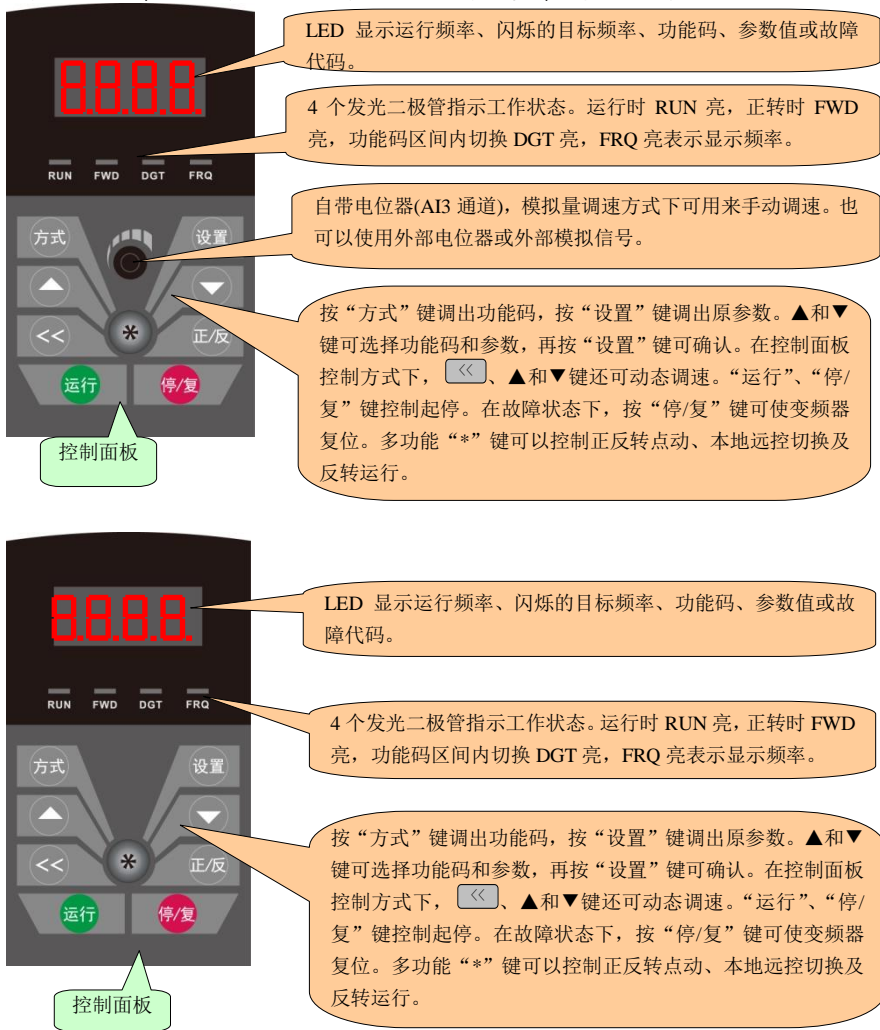 LED 显示运行频率、闪烁的目标频率、功能码、参数值或故障
代码。
8.8.8.8.
4 个发光二极管指示工作状态。运行时 RUN 亮，正转时 FWD
亮，功能码区间内切换 DGT 亮，FRQ 亮表示显示频率。
RUN FWD DGT FRQ
自带电位器(AI3 通道)，模拟量调速方式下可用来手动调速。也
可以使用外部电位器或外部模拟信号。
方式 设置
<< * 正/反
运行 停/复
按“方式”键调出功能码，按“设置”键调出原参数。▲和▼
键可选择功能码和参数，再按“设置”键可确认。在控制面板
控制方式下， << 、▲和▼键还可动态调速。“运行”、“停/
复”键控制起停。在故障状态下，按“停/复”键可使变频器
复位。多功能“*”键可以控制正反转点动、本地远控切换及
反转运行。
控制面板
8.8.8.8.
LED 显示运行频率、闪烁的目标频率、功能码、参数值或故
障代码。
RUN FWD DGT FRQ
4 个发光二极管指示工作状态。运行时 RUN 亮，正转时 FWD
亮，功能码区间内切换 DGT 亮，FRQ 亮表示显示频率。
方式 设置
<< * 正/反
运行 停/复
按“方式”键调出功能码，按“设置”键调出原参数。▲和▼
键可选择功能码和参数，再按“设置”键可确认。在控制面板
控制方式下， << 、▲和▼键还可动态调速。“运行”、“停/
复”键控制起停。在故障状态下，按“停/复”键可使变频器
复位。多功能“*”键可以控制正反转点动、本地远控切换及
反转运行。
控制面板